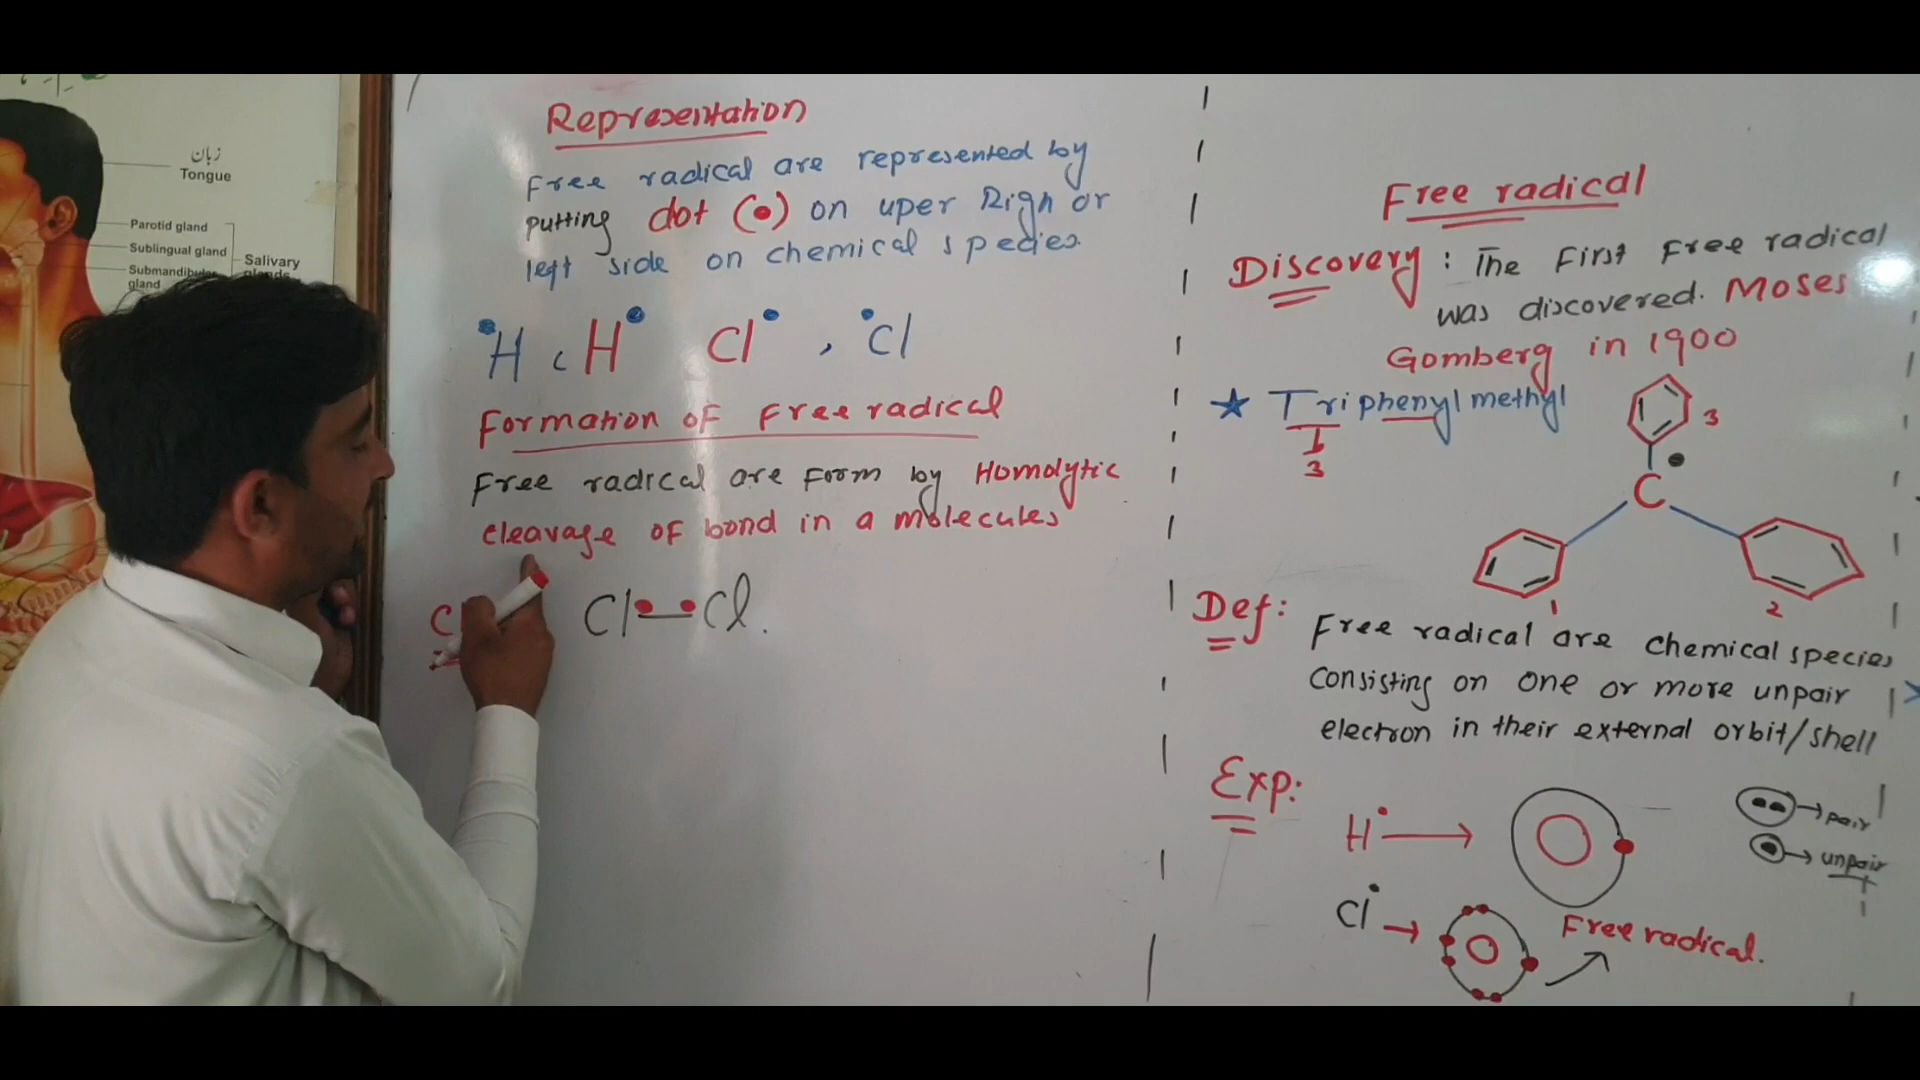 زبان
Tongue
Parotid gland
Sublingual gland
Submandibular
gland
Salivary
glands
Representation
Free radical are represented by
putting dot (•) on uper Righ or
left side on chemical species.
•H , H• Cl• , •Cl
Formation of Free radical
Free radical are form by Homolytic
cleavage of bond in a molecules
Cl•—•Cl.
Free radical
Discovery: The First Free radical
was discovered. Moses
Gomberg in 1900
★ Triphenyl methyl
3
3
C•
1
2
Def: Free radical are chemical species
consisting on one or more unpair
electron in their external orbit/shell
Exp:
H• →
→ pair
→ unpair
Cl• →
Free radical.